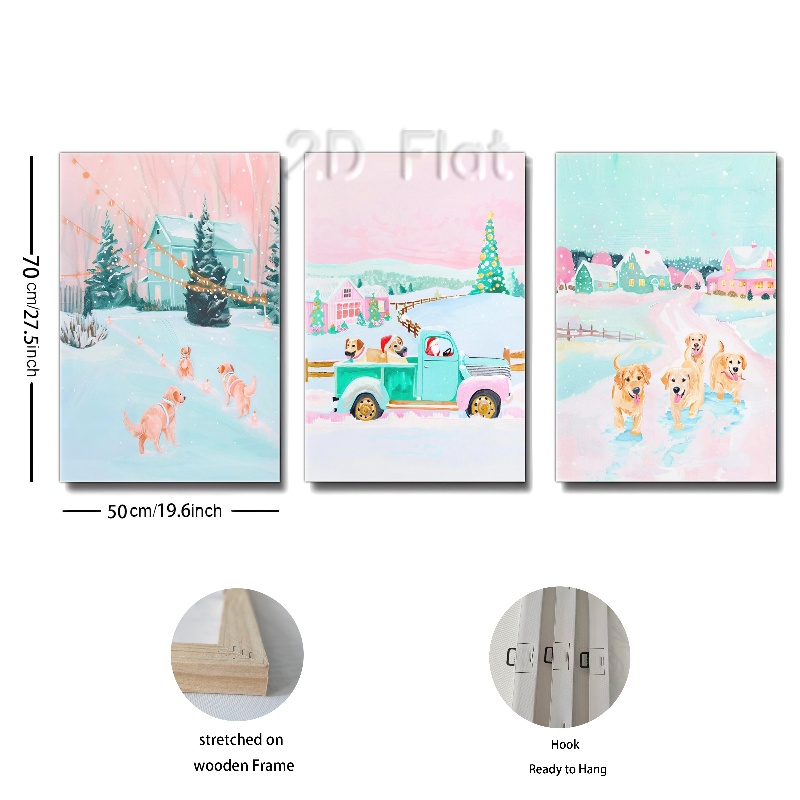 2D Flat
70cm/27.5inch
50cm/19.6inch
stretched on
wooden Frame
Hook
Ready to Hang